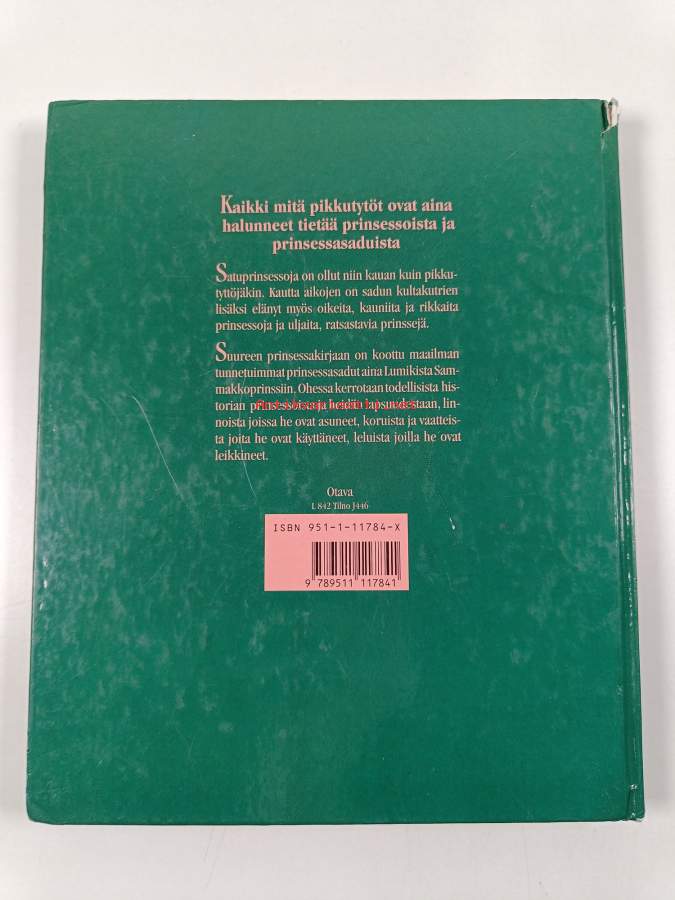 Kaikki mitä pikkutytöt ovat aina
halunneet tietää prinsessoista ja
prinsessasaduista
Satuprinsessoja on ollut niin kauan kuin pikku-
tyttöjäkin. Kautta aikojen on sadun kultakutrien
lisäksi elänyt myös oikeita, kauniita ja rikkaita
prinsessoja ja uljaita, ratsastavia prinssejä.
Suureen prinsessakirjaan on koottu maailman
tunnetuimmat prinsessasadut aina Lumikista Sam-
makkoprinssiin. Ohessa kerrotaan todellisista his-
torian prinsessoista ja heidän lapsuudestaan, lin-
noista joissa he ovat asuneet, koruista ja vaatteis-
ta joita he ovat käyttäneet, leluista joilla he ovat
leikkineet.
Otava
L 842 Tilno J446
ISBN 951-1-11784-X
9 789511 117841